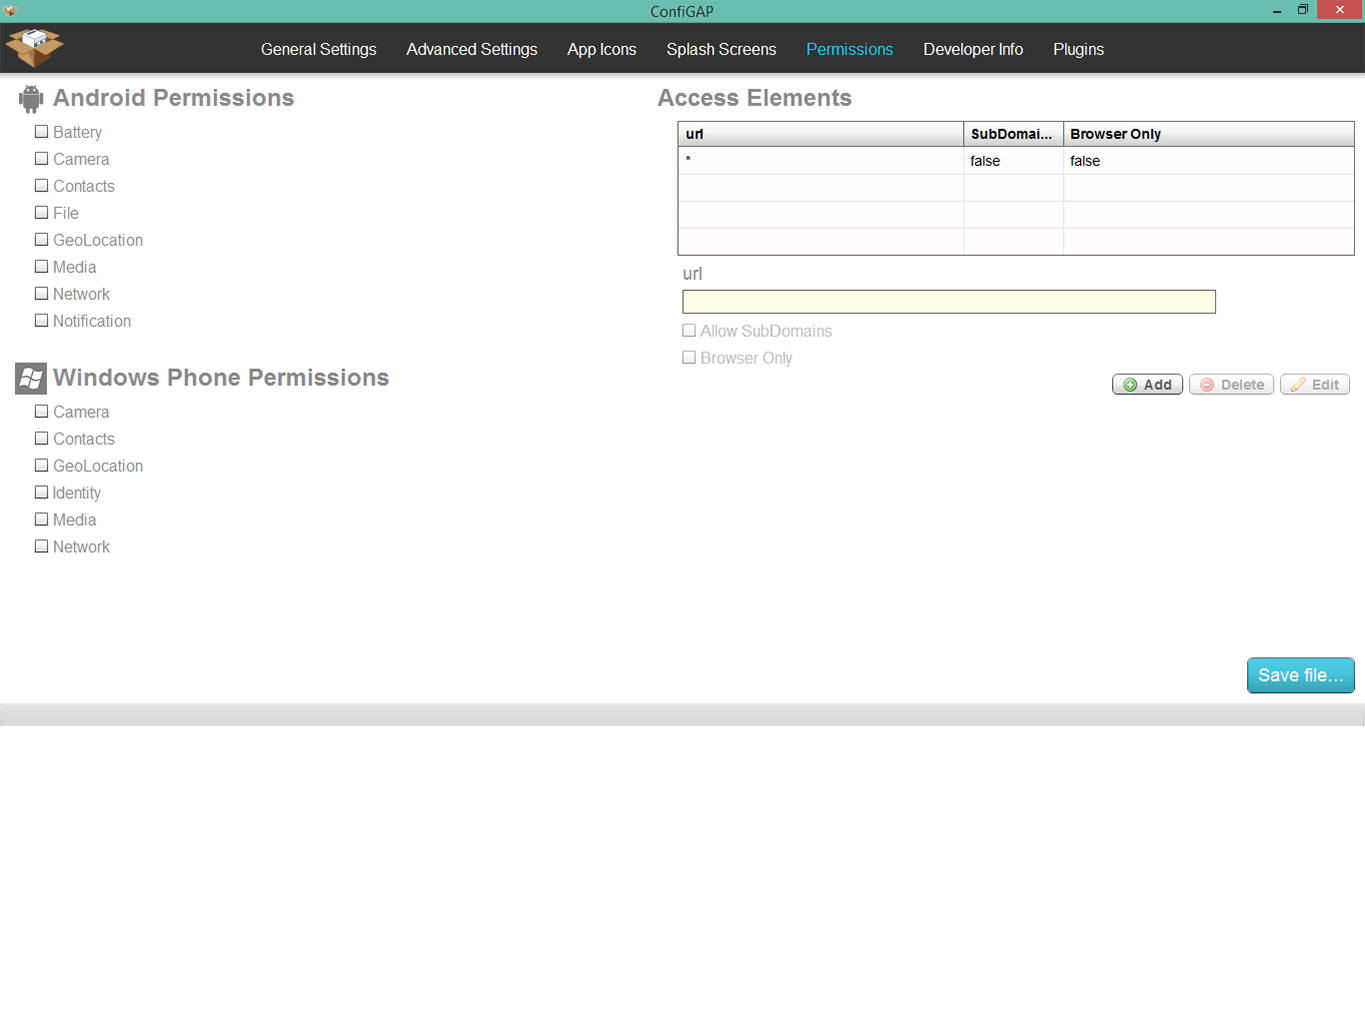 ConfiGAP
General Settings Advanced Settings App Icons Splash Screens Permissions Developer Info Plugins
Android Permissions
Battery
Camera
Contacts
File
GeoLocation
Media
Network
Notification
Windows Phone Permissions
Camera
Contacts
GeoLocation
Identity
Media
Network
Access Elements
url SubDomai... Browser Only
* false false
url
Allow SubDomains
Browser Only
Add Delete Edit
Save file...